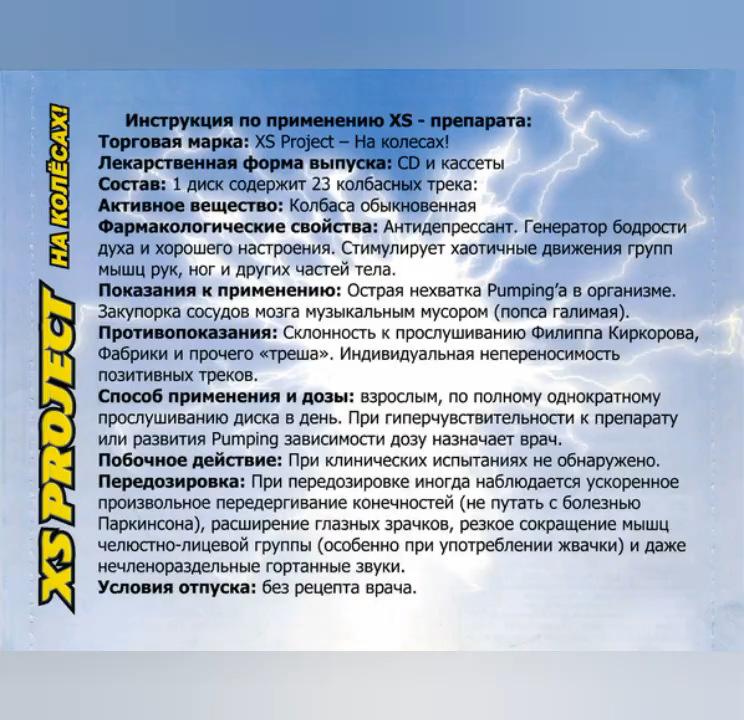 Инструкция по применению XS - препарата:
Торговая марка: XS Project – На колесах!
Лекарственная форма выпуска: CD и кассеты
Состав: 1 диск содержит 23 колбасных трека:
Активное вещество: Колбаса обыкновенная
Фармакологические свойства: Антидепрессант. Генератор бодрости
духа и хорошего настроения. Стимулирует хаотичные движения групп
мышц рук, ног и других частей тела.
Показания к применению: Острая нехватка Pumping’а в организме.
Закупорка сосудов мозга музыкальным мусором (попса галимая).
Противопоказания: Склонность к прослушиванию Филиппа Киркорова,
Фабрики и прочего «треша». Индивидуальная непереносимость
позитивных треков.
Способ применения и дозы: взрослым, по полному однократному
прослушиванию диска в день. При гиперчувствительности к препарату
или развития Pumping зависимости дозу назначает врач.
Побочное действие: При клинических испытаниях не обнаружено.
Передозировка: При передозировке иногда наблюдается ускоренное
произвольное передергивание конечностей (не путать с болезнью
Паркинсона), расширение глазных зрачков, резкое сокращение мышц
челюстно-лицевой группы (особенно при употреблении жвачки) и даже
нечленораздельные гортанные звуки.
Условия отпуска: без рецепта врача.
XS PROJECT НА КОЛЁСАХ!